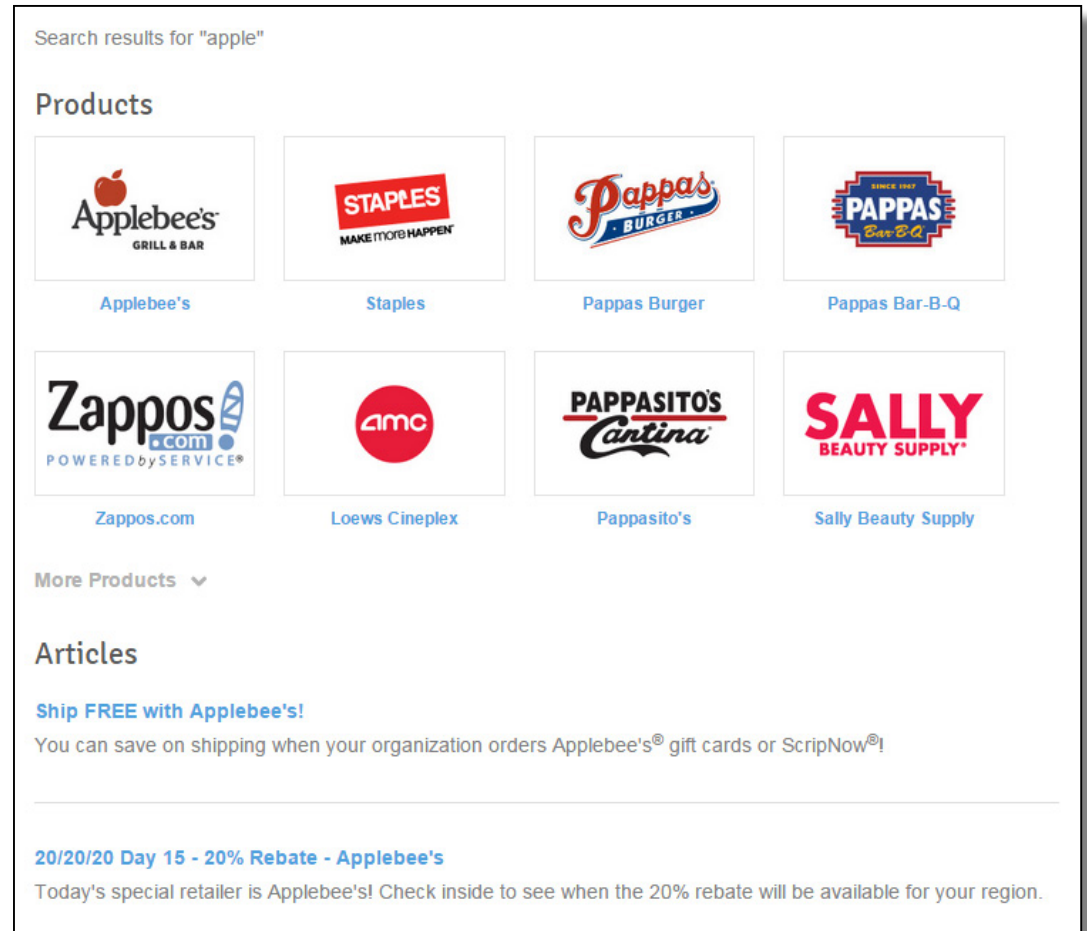 Search results for "apple"
Products
Applebee's
GRILL & BAR
STAPLES
MAKE more HAPPEN
Pappas
BURGER
SINCE 1967
PAPPAS
Bar-B-Q
Applebee's
Staples
Pappas Burger
Pappas Bar-B-Q
Zappos
.com
POWERED by SERVICE®
amc
PAPPASITO'S
Cantina
SALLY
BEAUTY SUPPLY
Zappos.com
Loews Cineplex
Pappasito's
Sally Beauty Supply
More Products
Articles
Ship FREE with Applebee's!
You can save on shipping when your organization orders Applebee's® gift cards or ScripNow®!
20/20/20 Day 15 - 20% Rebate - Applebee's
Today's special retailer is Applebee's! Check inside to see when the 20% rebate will be available for your region.